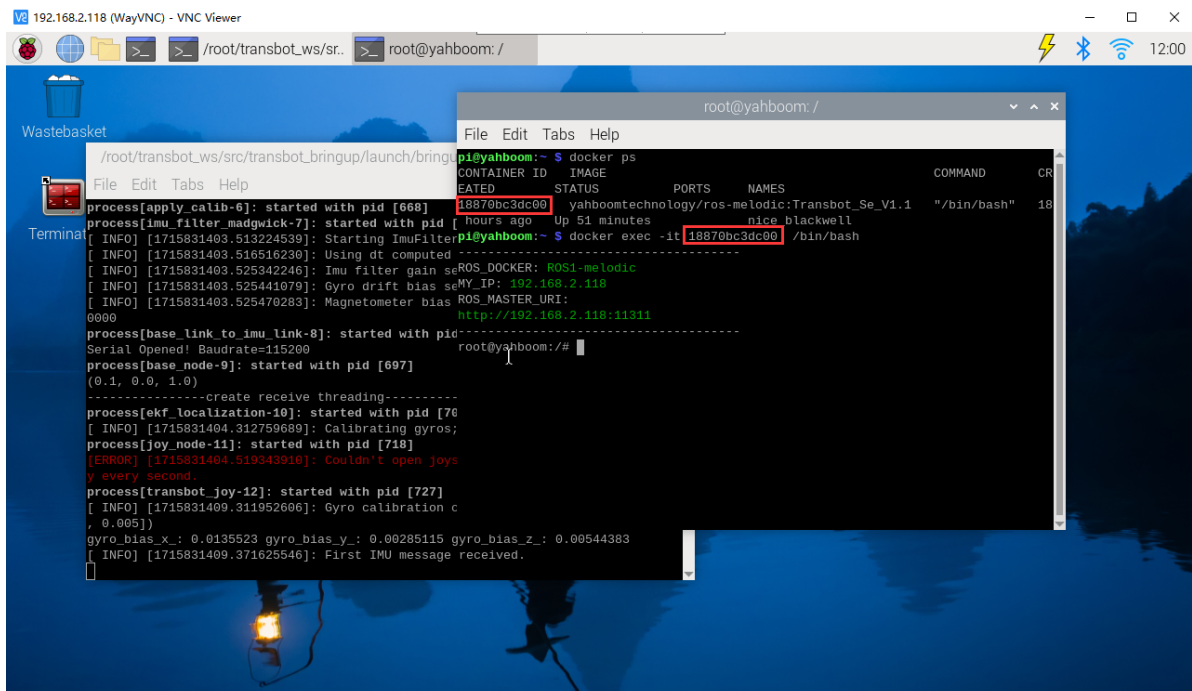 192.168.2.118 (WayVNC) - VNC Viewer
/root/transbot_ws/sr..
root@yahboom: /
12:00
Wastebasket
/root/transbot_ws/src/transbot_bringup/launch/bringu
File Edit Tabs Help
process[apply_calib-6]: started with pid [668]
process[imu_filter_madgwick-7]: started with pid [
[ INFO] [1715831403.513224539]: Starting ImuFilter
[ INFO] [1715831403.516516230]: Using dt computed
[ INFO] [1715831403.525342246]: Imu filter gain se
[ INFO] [1715831403.525441079]: Gyro drift bias se
[ INFO] [1715831403.525470283]: Magnetometer bias
0000
process[base_link_to_imu_link-8]: started with pid
Serial Opened! Baudrate=115200
process[base_node-9]: started with pid [697]
(0.1, 0.0, 1.0)
----------------create receive threading----------
process[ekf_localization-10]: started with pid [70
[ INFO] [1715831404.312759689]: Calibrating gyros;
process[joy_node-11]: started with pid [718]
[ERROR] [1715831404.519343910]: Couldn't open joys
y every second.
process[transbot_joy-12]: started with pid [727]
[ INFO] [1715831409.311952606]: Gyro calibration c
, 0.005])
gyro_bias_x_: 0.0135523 gyro_bias_y_: 0.00285115 gyro_bias_z_: 0.00544383
[ INFO] [1715831409.371625546]: First IMU message received.
Terminat
root@yahboom: /
File Edit Tabs Help
pi@yahboom:~ $ docker ps
CONTAINER ID IMAGE COMMAND CR
EATED STATUS PORTS NAMES
18870bc3dc00 yahboomtechnology/ros-melodic:Transbot_Se_V1.1 "/bin/bash" 18
hours ago Up 51 minutes nice_blackwell
pi@yahboom:~ $ docker exec -it 18870bc3dc00 /bin/bash
--------------------------------------
ROS_DOCKER: ROS1-melodic
MY_IP: 192.168.2.118
ROS_MASTER_URI:
http://192.168.2.118:11311
--------------------------------------
root@yahboom:/#